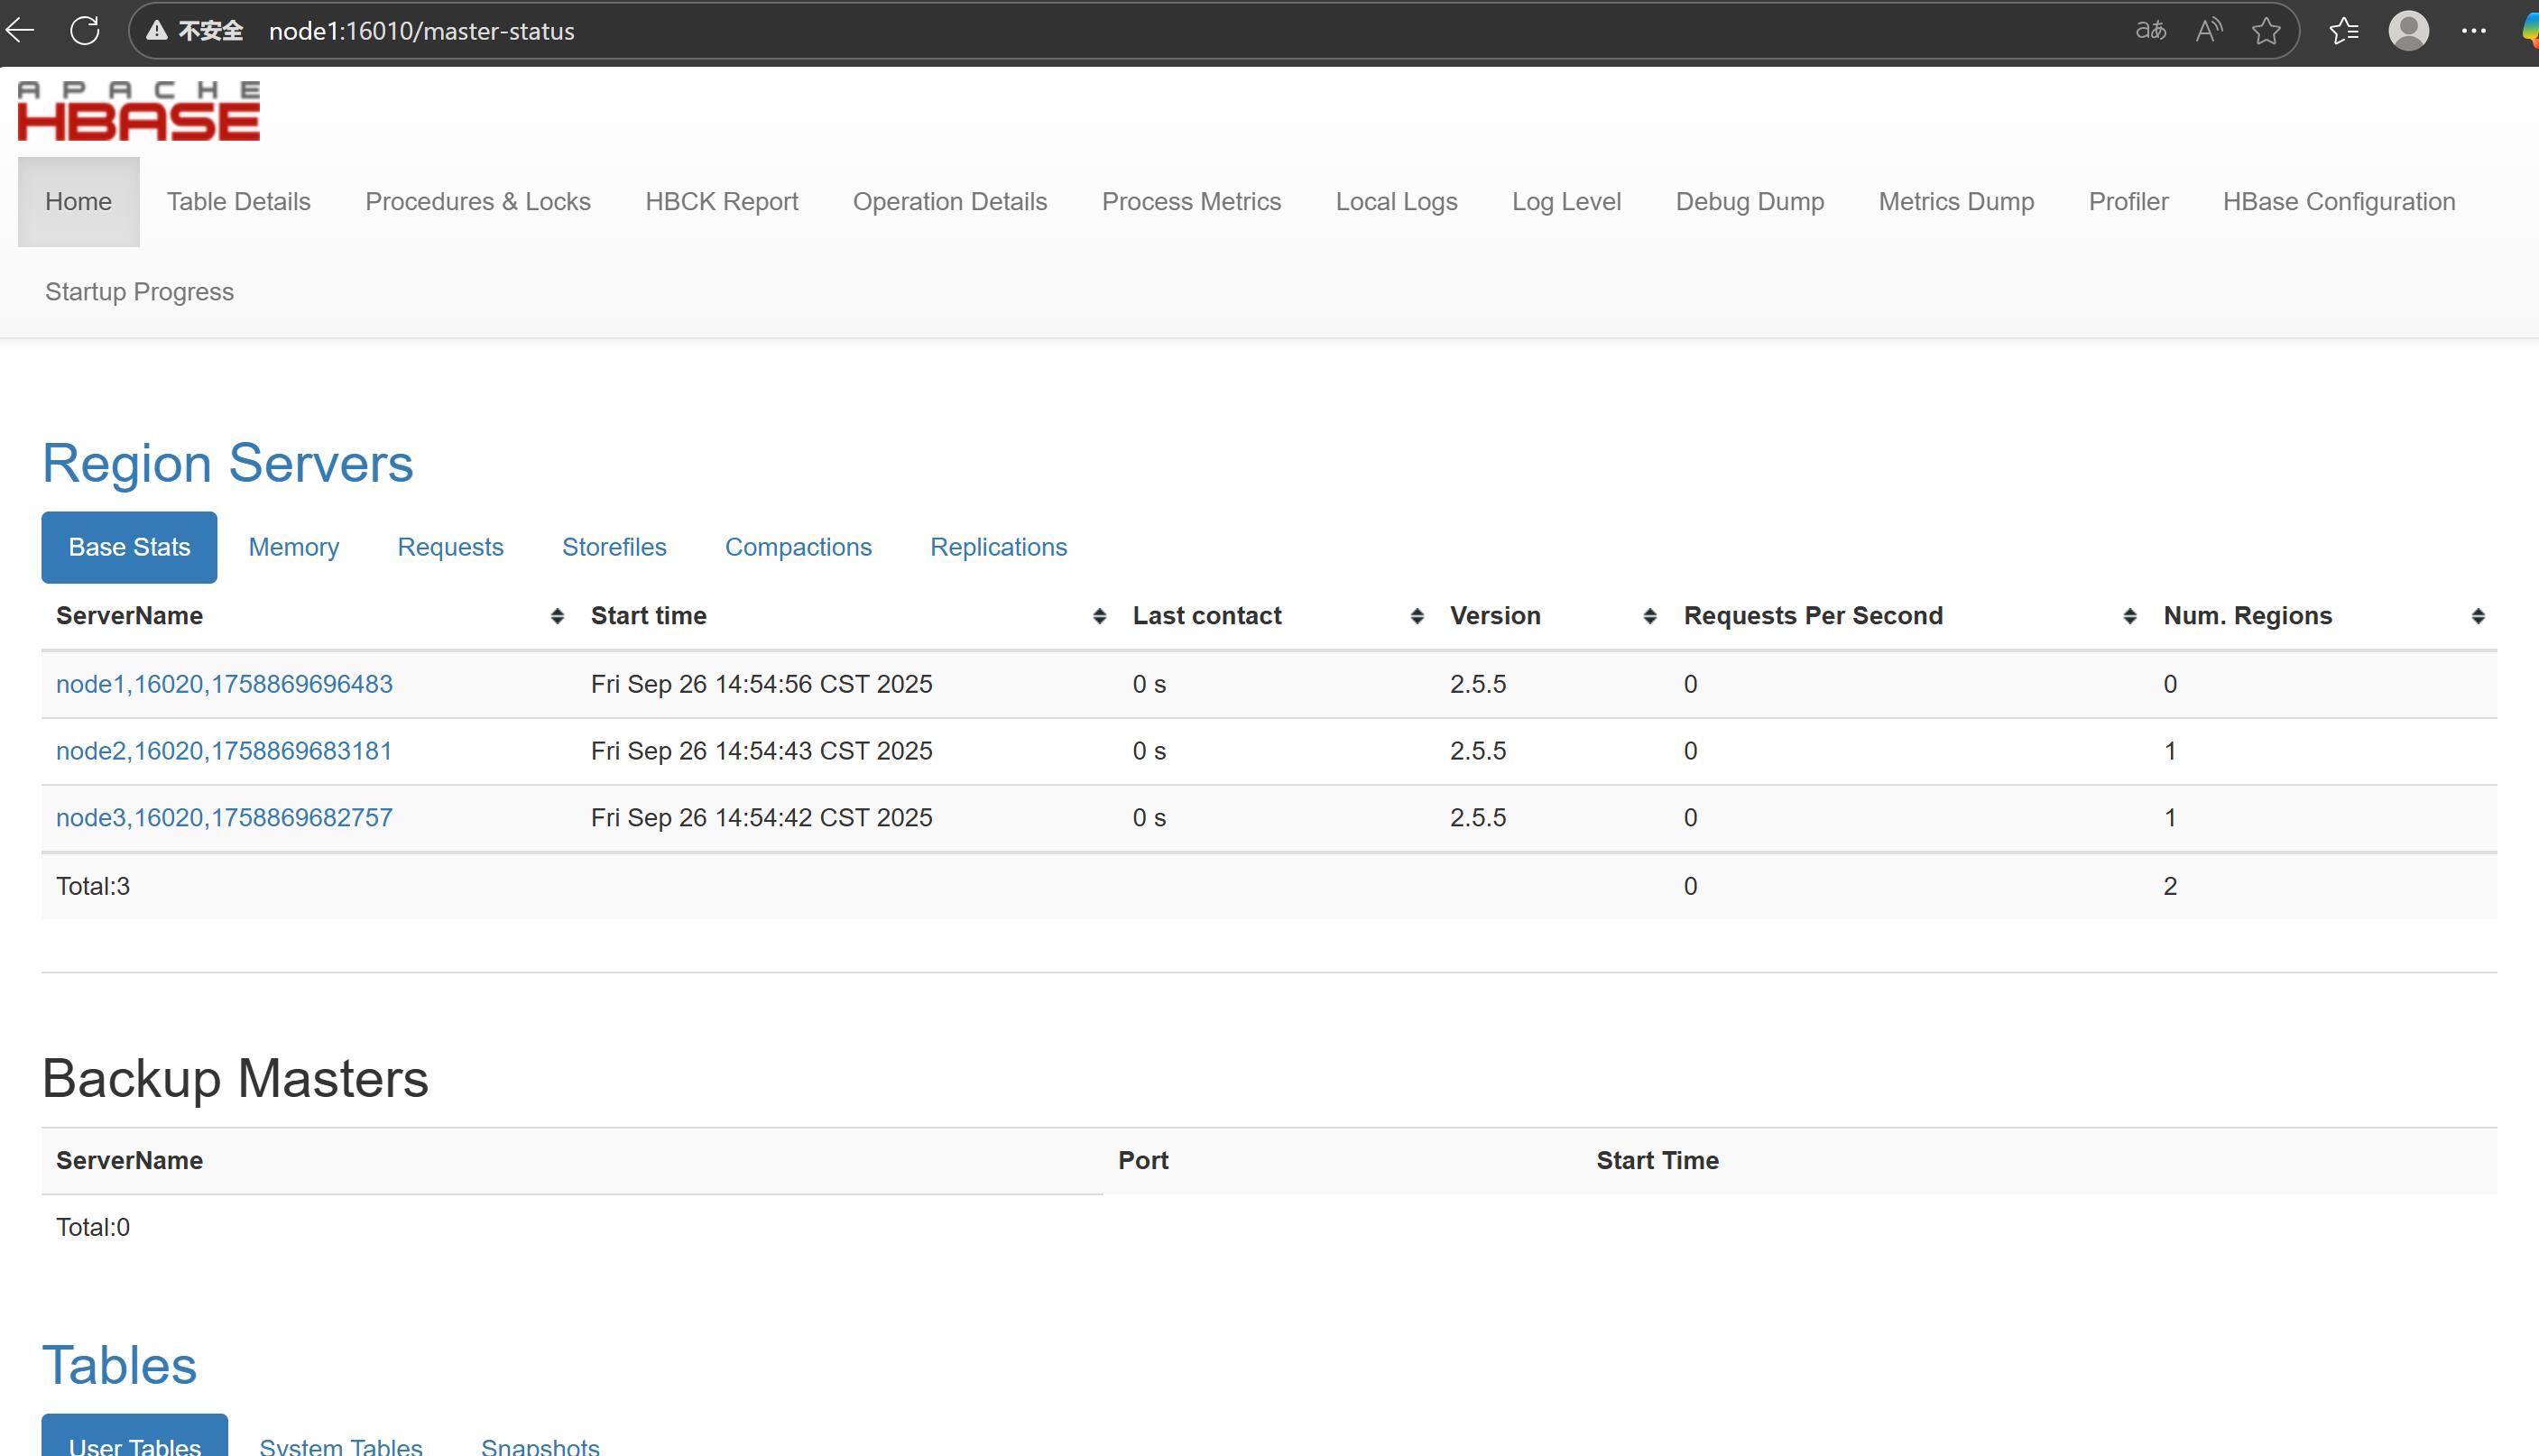 不安全 node1:16010/master-status
APACHE
HBASE
Home Table Details Procedures & Locks HBCK Report Operation Details Process Metrics Local Logs Log Level Debug Dump Metrics Dump Profiler HBase Configuration
Startup Progress
Region Servers
Base Stats Memory Requests Storefiles Compactions Replications
ServerName Start time Last contact Version Requests Per Second Num. Regions
node1,16020,1758869696483 Fri Sep 26 14:54:56 CST 2025 0 s 2.5.5 0 0
node2,16020,1758869683181 Fri Sep 26 14:54:43 CST 2025 0 s 2.5.5 0 1
node3,16020,1758869682757 Fri Sep 26 14:54:42 CST 2025 0 s 2.5.5 0 1
Total:3 0 2
Backup Masters
ServerName Port Start Time
Total:0
Tables
User Tables System Tables Snapshots